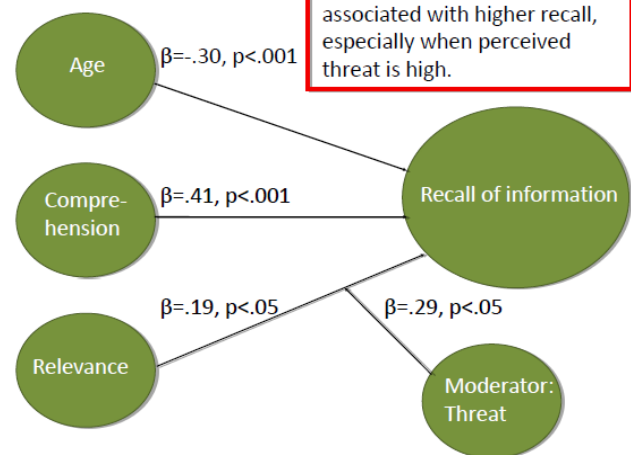 associated with higher recall,
especially when perceived
threat is high.
Age
β=-.30, p<.001
Compre-
hension
β=.41, p<.001
Recall of information
Relevance
β=.19, p<.05
β=.29, p<.05
Moderator:
Threat